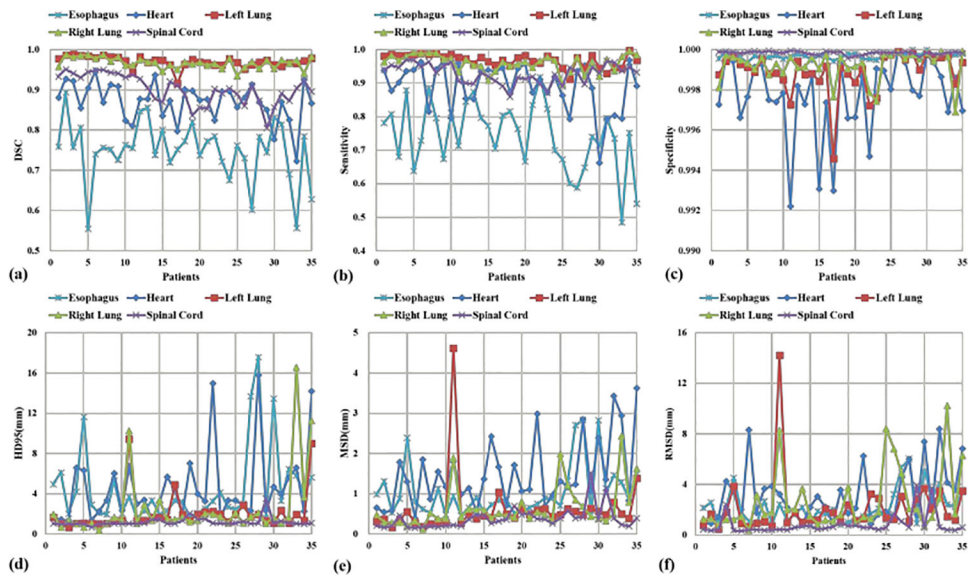 Esophagus Heart Left Lung
Right Lung Spinal Cord
1.0
0.9
0.8
0.7
0.6
0.5
DSC
0 5 10 15 20 25 30 35
Patients
(a)
Esophagus Heart Left Lung
Right Lung Spinal Cord
1.0
0.9
0.8
0.7
0.6
0.5
0.4
Sensitivity
0 5 10 15 20 25 30 35
Patients
(b)
Esophagus Heart Left Lung
Right Lung Spinal Cord
1.000
0.998
0.996
0.994
0.992
0.990
Specificity
0 5 10 15 20 25 30 35
Patients
(c)
Esophagus Heart Left Lung
Right Lung Spinal Cord
20
16
12
8
4
0
HD95(mm)
0 5 10 15 20 25 30 35
Patients
(d)
Esophagus Heart Left Lung
Right Lung Spinal Cord
5
4
3
2
1
0
MSD(mm)
0 5 10 15 20 25 30 35
Patients
(e)
Esophagus Heart Left Lung
Right Lung Spinal Cord
16
12
8
4
0
RMSD(mm)
0 5 10 15 20 25 30 35
Patients
(f)